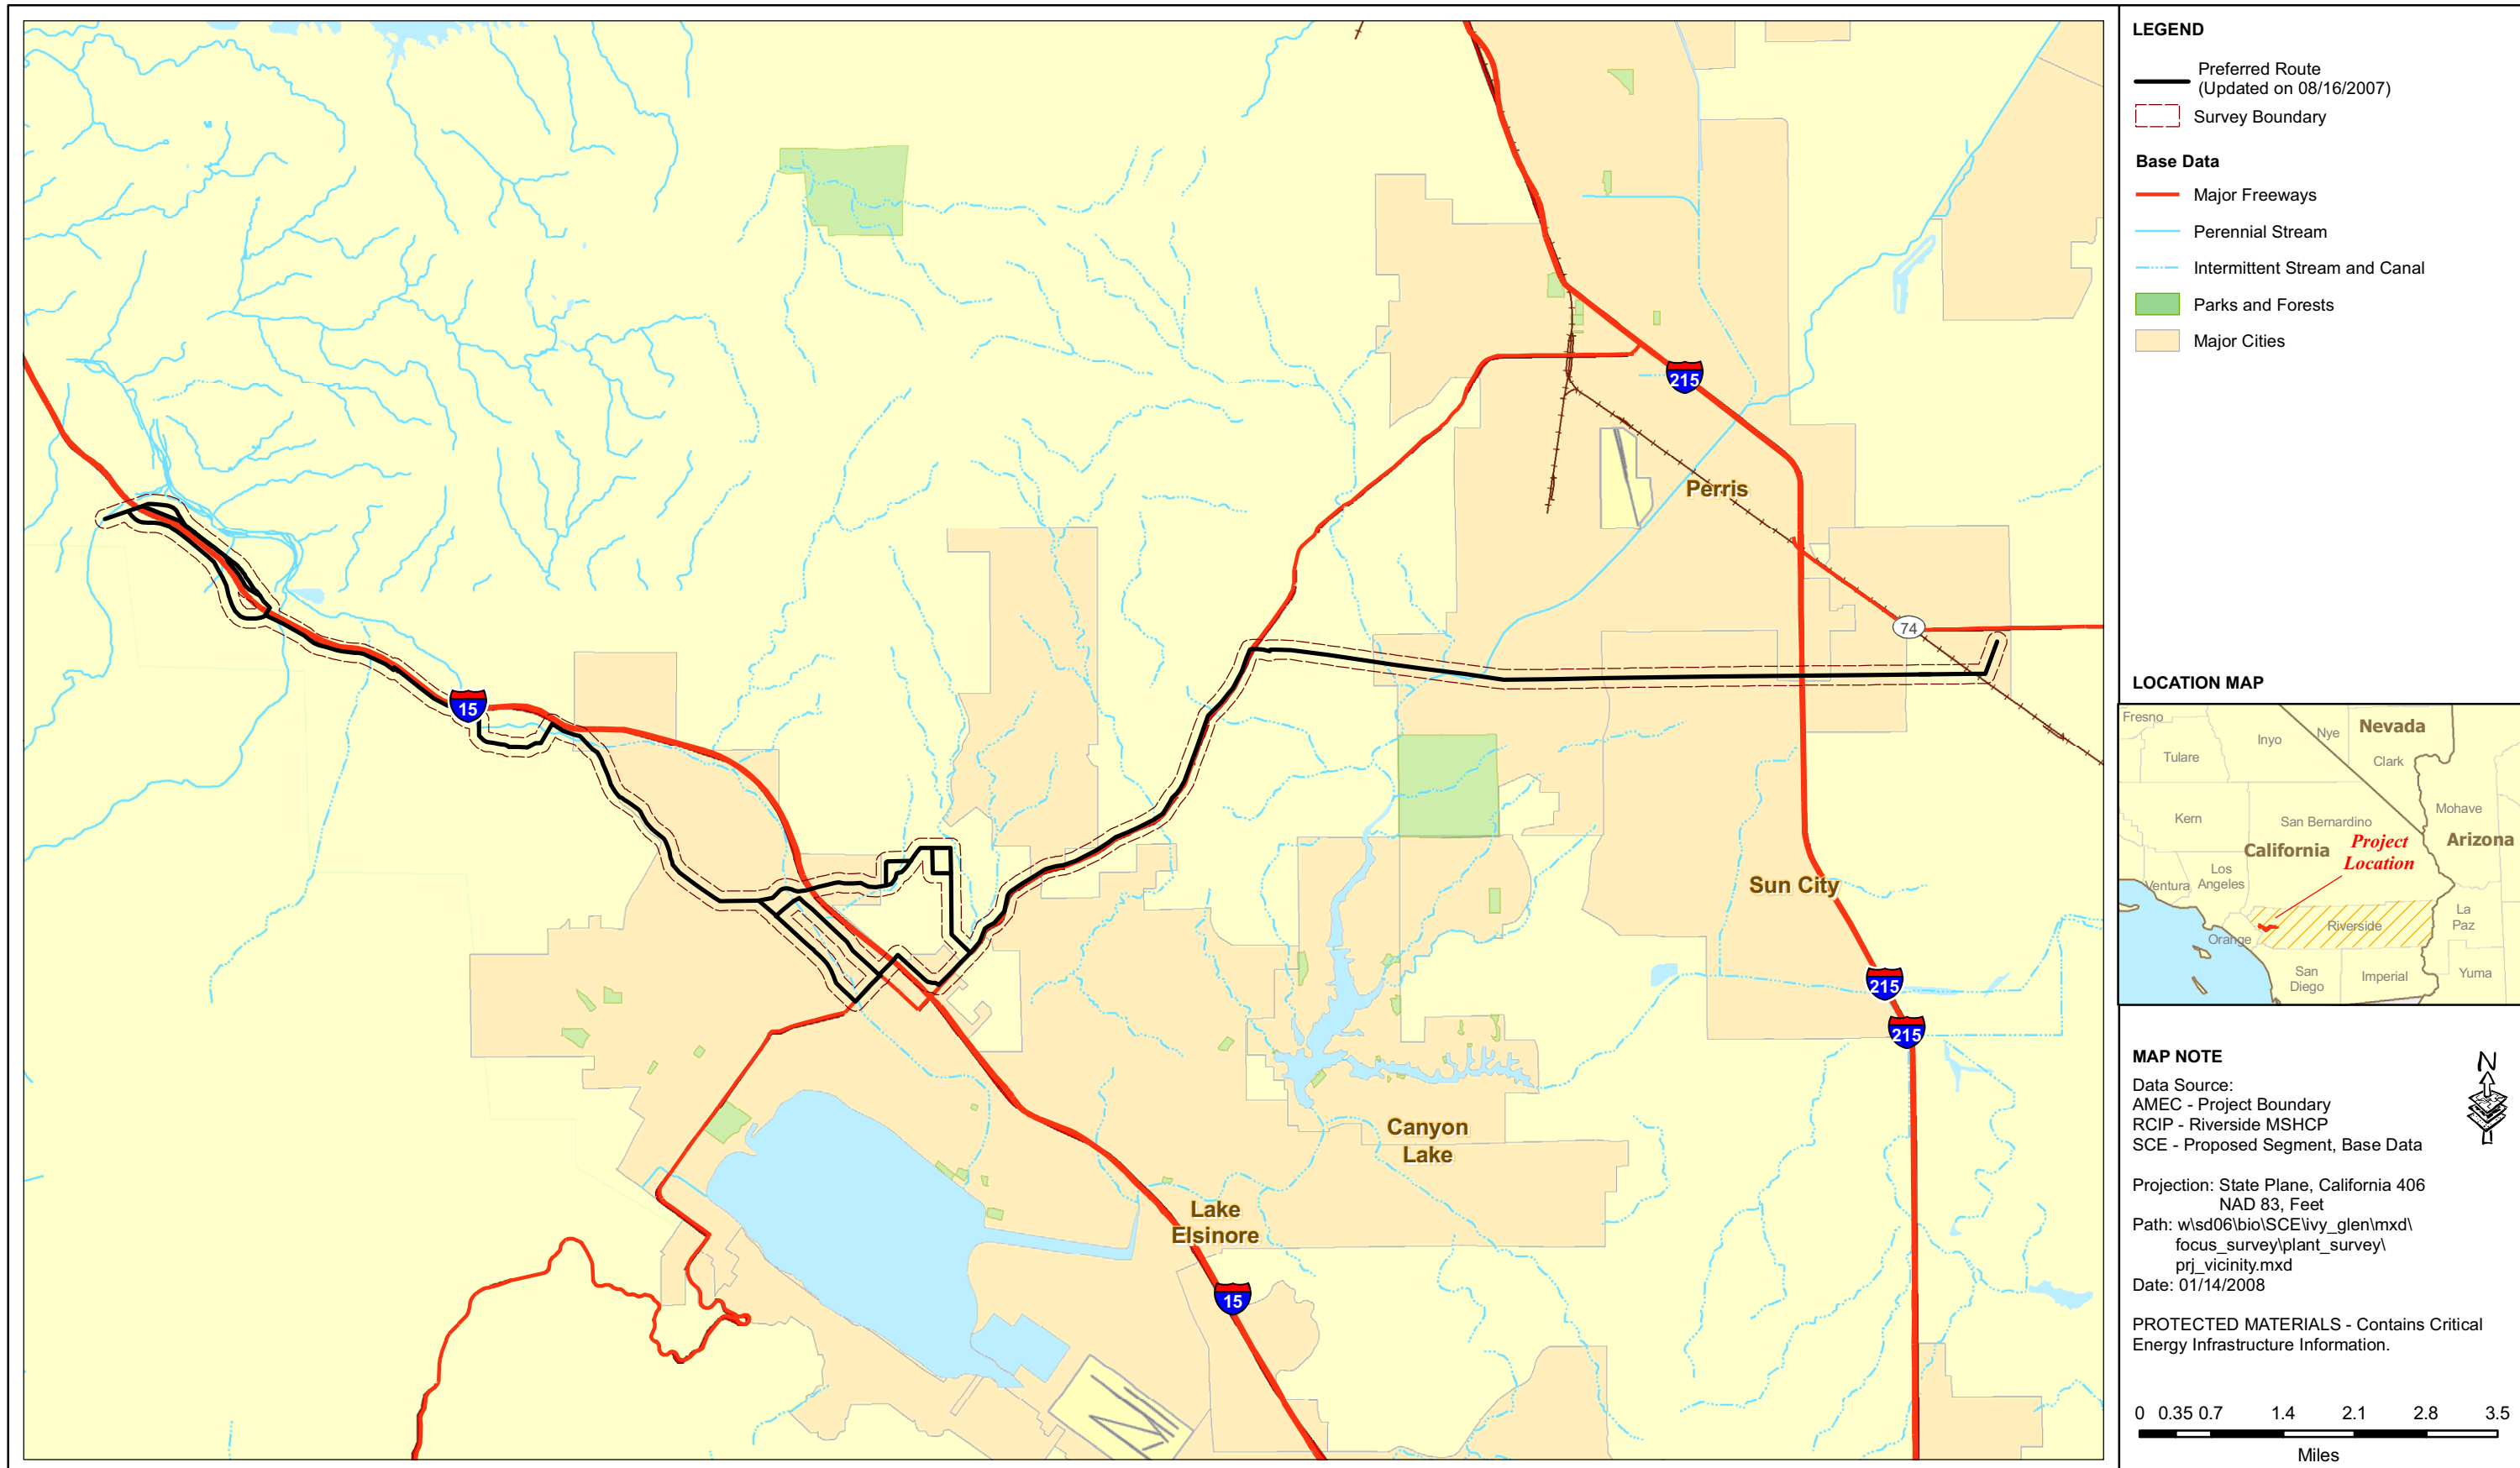 215
Perris
74
15
Sun City
215
215
Canyon
Lake
Lake
Elsinore
15
LEGEND
Preferred Route
(Updated on 08/16/2007)
Survey Boundary
Base Data
Major Freeways
Perennial Stream
Intermittent Stream and Canal
Parks and Forests
Major Cities
LOCATION MAP
Fresno
Nevada
Nye
Inyo
Tulare
Clark
Mohave
Kern
San Bernardino
Project
Location
Arizona
California
Los
Angeles
Ventura
La
Paz
Riverside
Orange
San
Diego
Imperial
Yuma
MAP NOTE
N
Data Source:
AMEC - Project Boundary
RCIP - Riverside MSHCP
SCE - Proposed Segment, Base Data
Projection: State Plane, California 406
NAD 83, Feet
Path: w\sd06\bio\SCE\ivy_glen\mxd\
focus_survey\plant_survey\
prj_vicinity.mxd
Date: 01/14/2008
PROTECTED MATERIALS - Contains Critical
Energy Infrastructure Information.
0 0.35 0.7 1.4 2.1 2.8 3.5
Miles